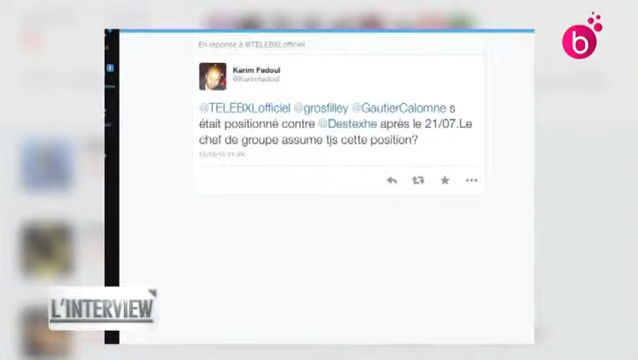 En réponse à @TELEBXLofficiel
Karim Fadoul
@Karimfadoul
@TELEBXLofficiel @grosfilley @GautierCalomne s
était positionné contre @Destexhe après le 21/07.Le
chef de groupe assume tjs cette position?
L'INTERVIEW
b